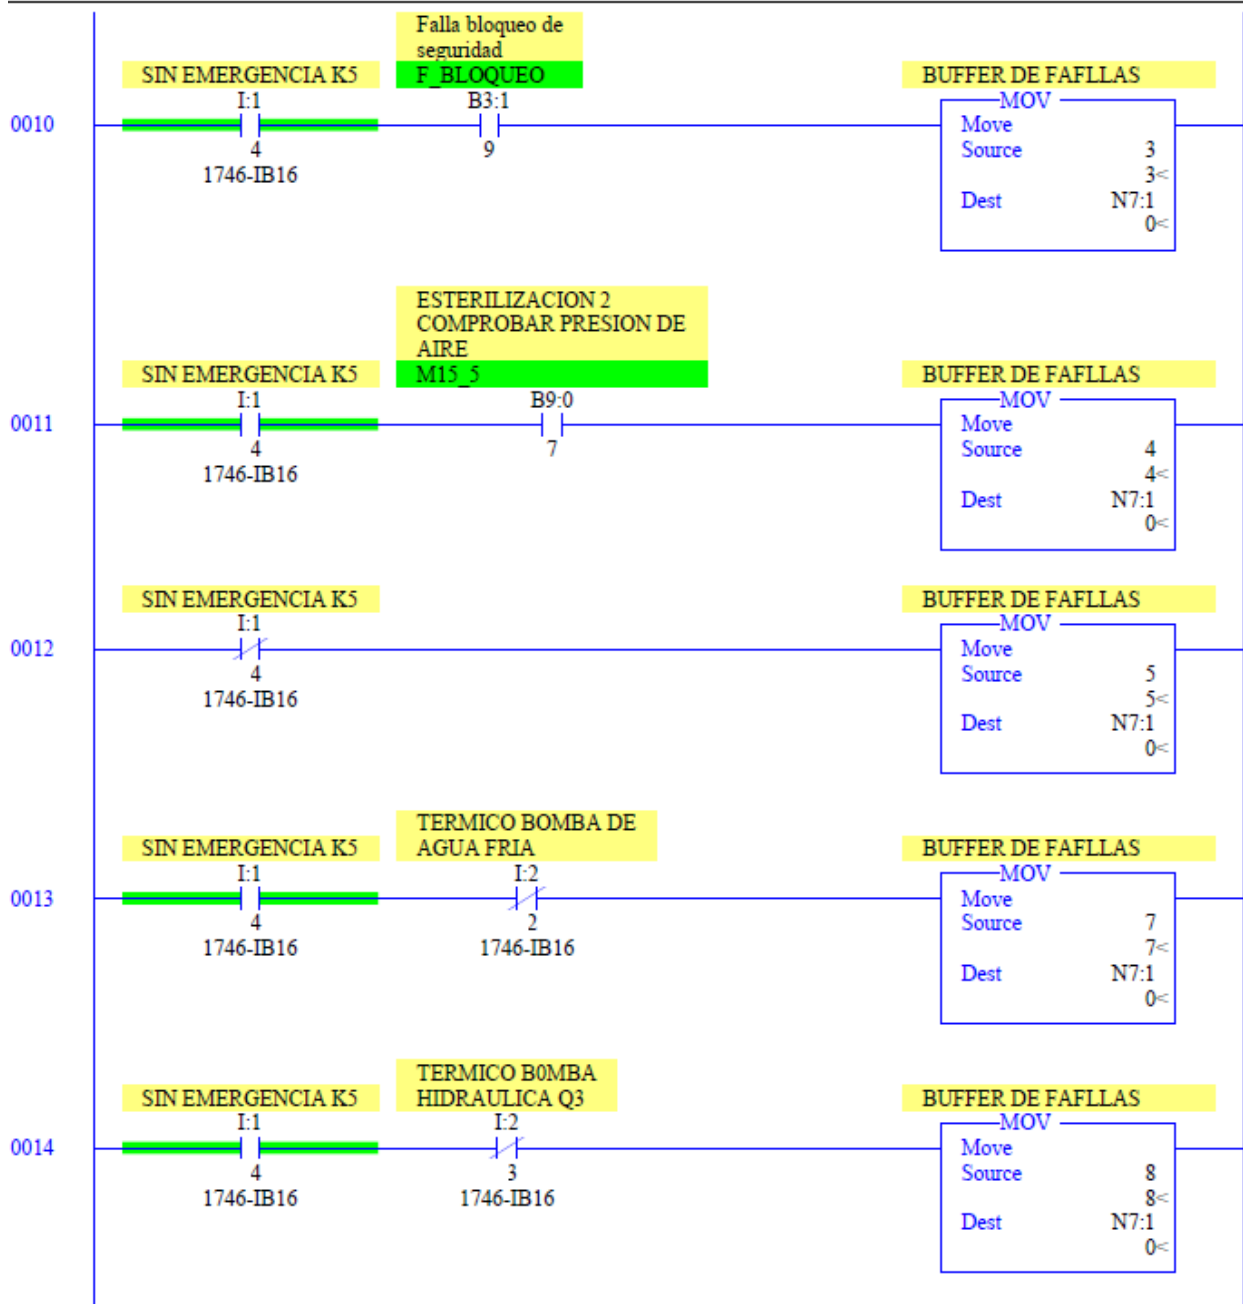 Falla bloqueo de
seguridad
SIN EMERGENCIA K5 F_BLOQUEO BUFFER DE FAFLLAS
I:1 B3:1 MOV
0010 Move
4 9 Source 3
1746-IB16 3<
Dest N7:1
0<
ESTERILIZACION 2
COMPROBAR PRESION DE
AIRE
SIN EMERGENCIA K5 M15_5 BUFFER DE FAFLLAS
I:1 B9:0 MOV
0011 Move
4 7 Source 4
1746-IB16 4<
Dest N7:1
0<
SIN EMERGENCIA K5 BUFFER DE FAFLLAS
I:1 MOV
0012 Move
4 Source 5
1746-IB16 5<
Dest N7:1
0<
TERMICO BOMBA DE
SIN EMERGENCIA K5 AGUA FRIA BUFFER DE FAFLLAS
I:1 I:2 MOV
0013 Move
4 2 Source 7
1746-IB16 1746-IB16 7<
Dest N7:1
0<
TERMICO B0MBA
SIN EMERGENCIA K5 HIDRAULICA Q3 BUFFER DE FAFLLAS
I:1 I:2 MOV
0014 Move
4 3 Source 8
1746-IB16 1746-IB16 8<
Dest N7:1
0<